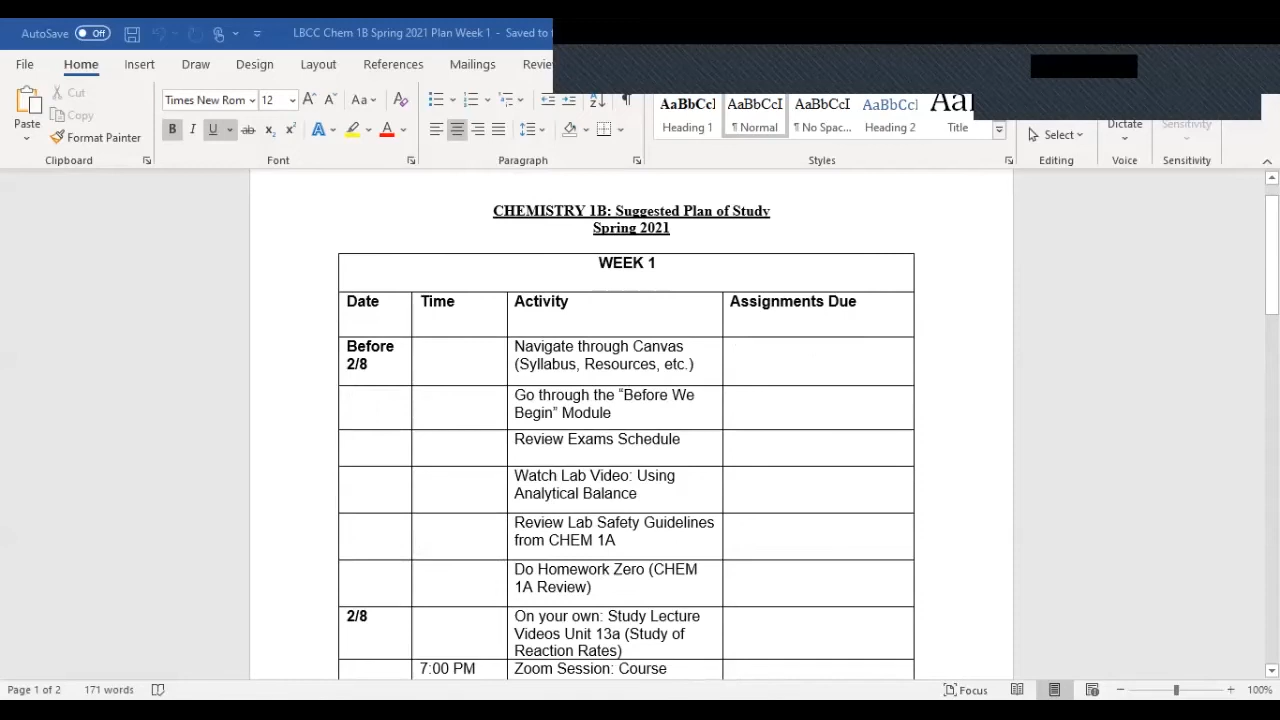 AutoSave Off LBCC Chem 1B Spring 2021 Plan Week 1 - Saved to
File Home Insert Draw Design Layout References Mailings
Paste
Cut
Copy
Format Painter
Times New Rom 12
AaBbCcI AaBbCcI AaBbCcI AaBbCcI
Heading 1 ¶ Normal ¶ No Spac... Heading 2 Title
Select
Dictate
Sensitivity
Clipboard Font Paragraph Styles Editing Voice Sensitivity
CHEMISTRY 1B: Suggested Plan of Study
Spring 2021
WEEK 1
Date Time Activity Assignments Due
Before
2/8
Navigate through Canvas
(Syllabus, Resources, etc.)
Go through the “Before We
Begin” Module
Review Exams Schedule
Watch Lab Video: Using
Analytical Balance
Review Lab Safety Guidelines
from CHEM 1A
Do Homework Zero (CHEM
1A Review)
2/8 On your own: Study Lecture
Videos Unit 13a (Study of
Reaction Rates)
7:00 PM Zoom Session: Course
Page 1 of 2 171 words Focus 100%